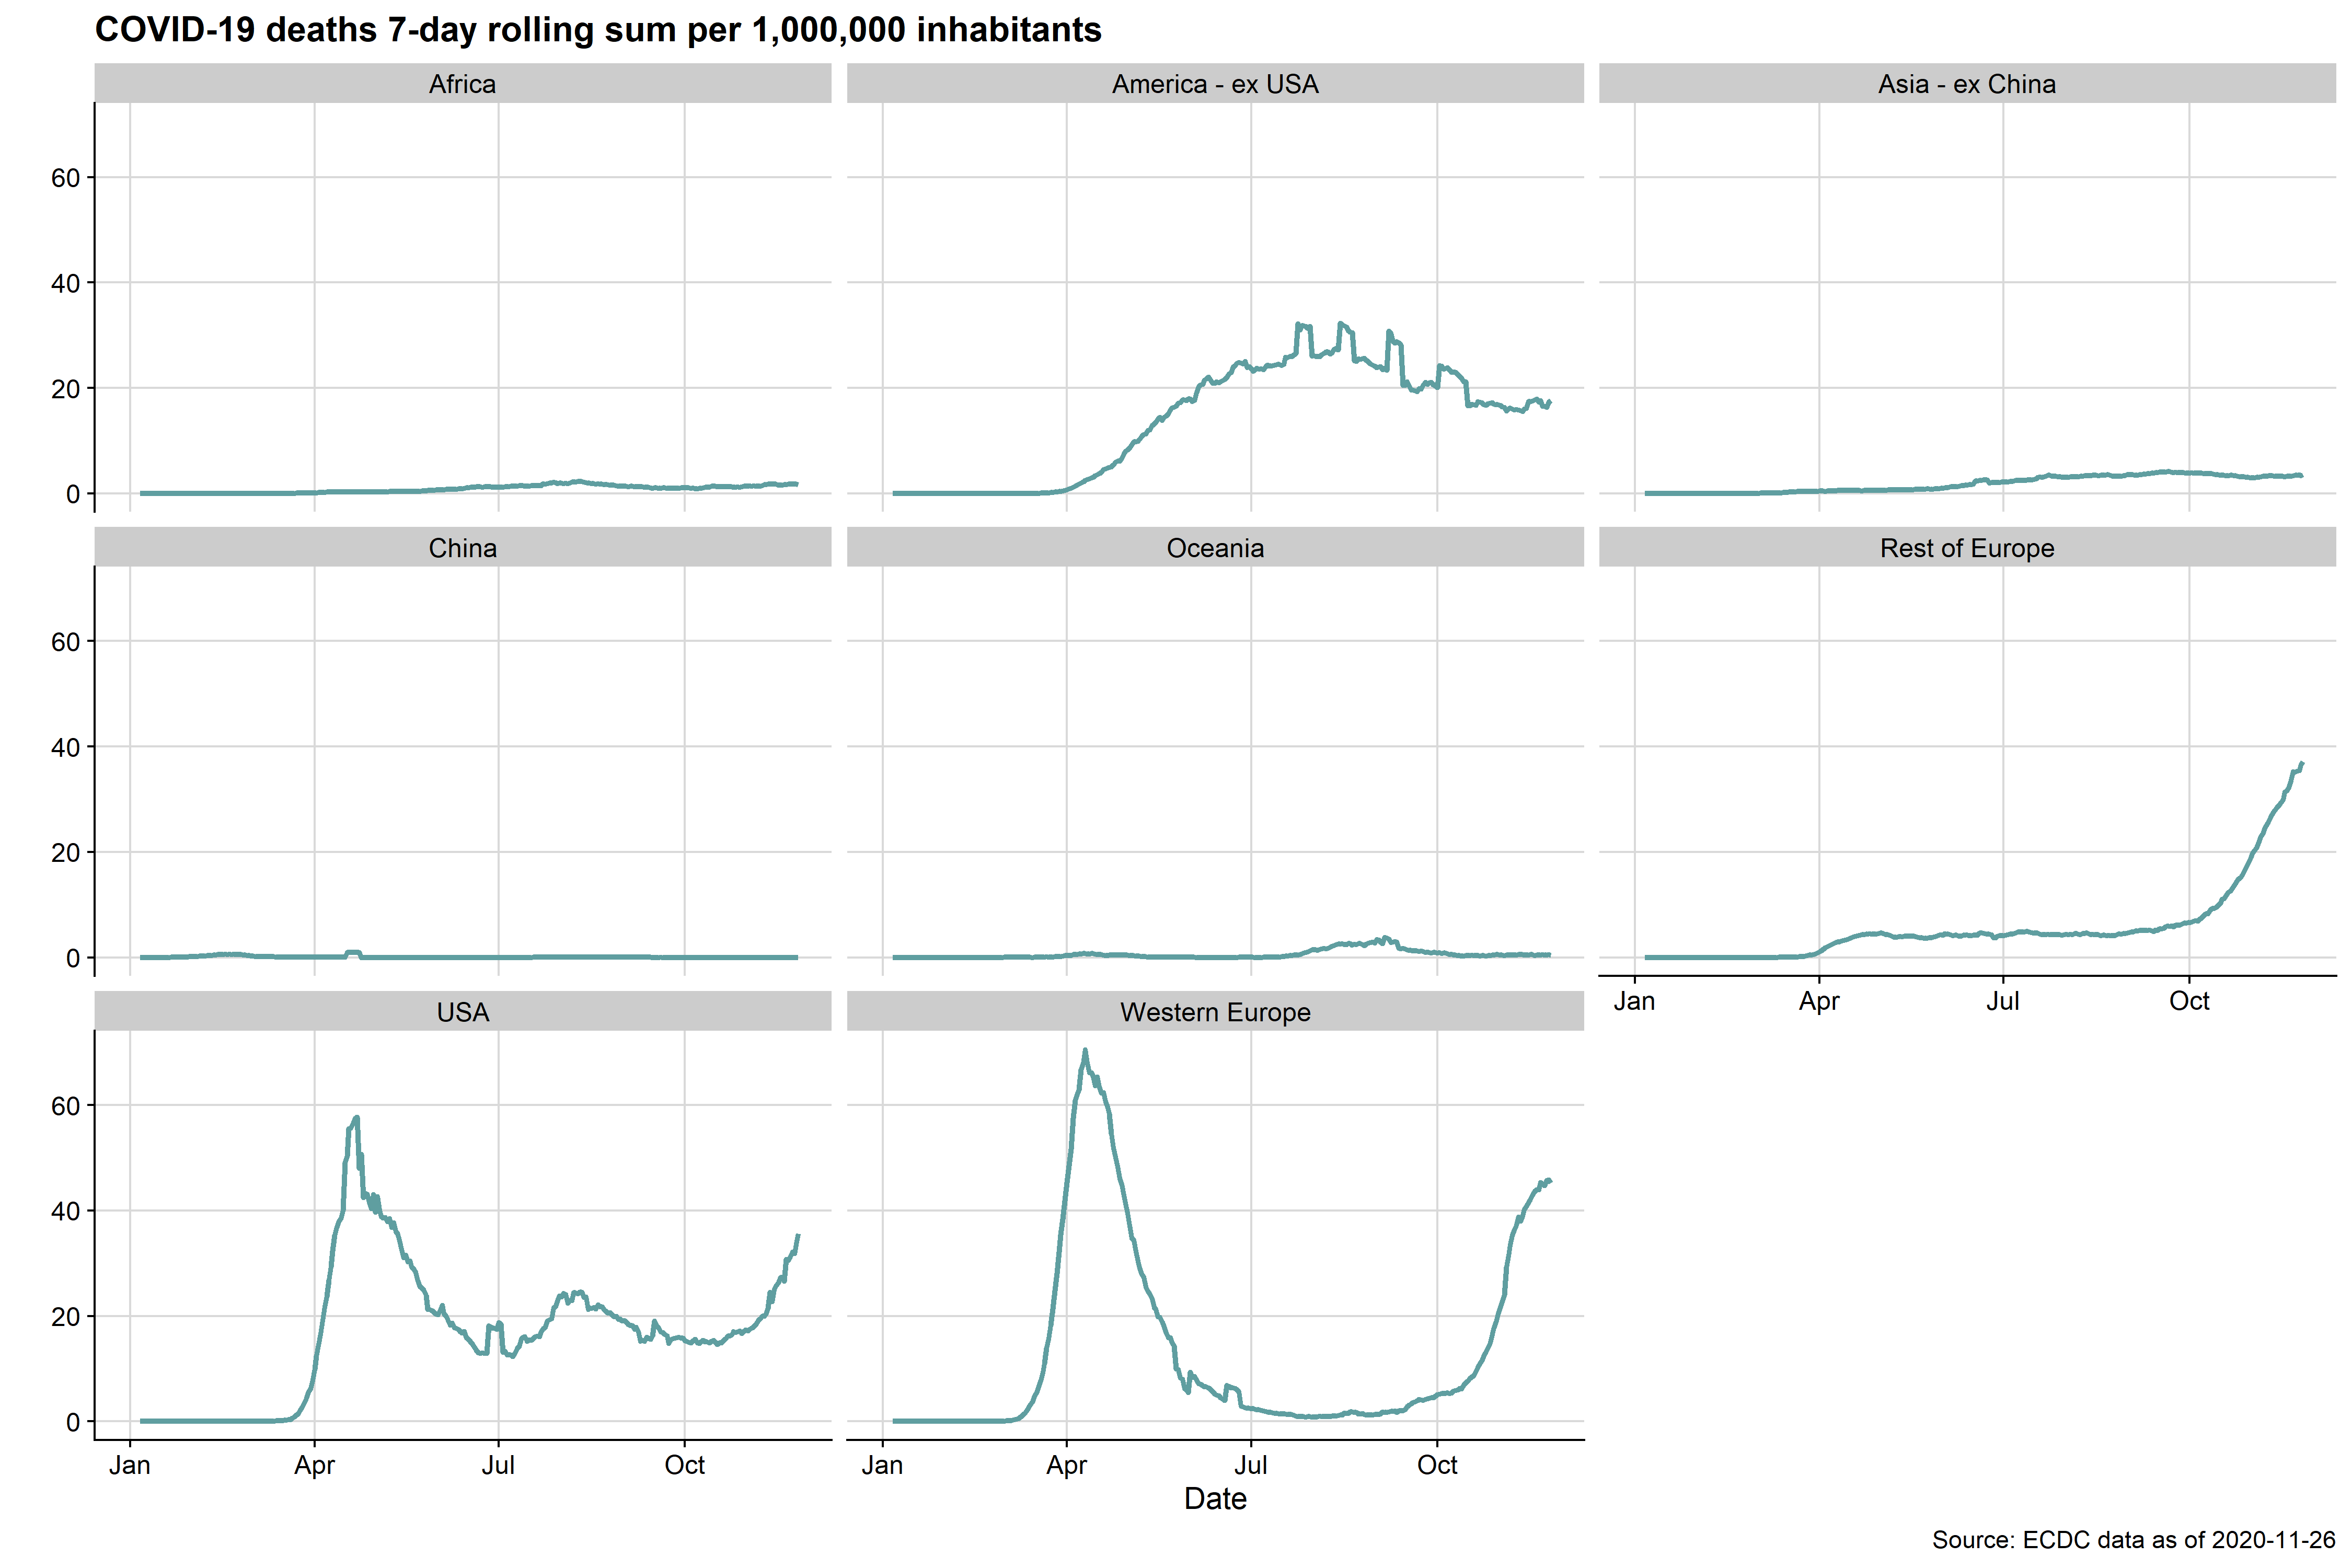 COVID-19 deaths 7-day rolling sum per 1,000,000 inhabitants
Africa
America - ex USA
Asia - ex China
60
40
20
0
China
Oceania
Rest of Europe
60
40
20
0
Jan Apr Jul Oct
USA
Western Europe
60
40
20
0
Jan Apr Jul Oct
Jan Apr Jul Oct
Date
Source: ECDC data as of 2020-11-26